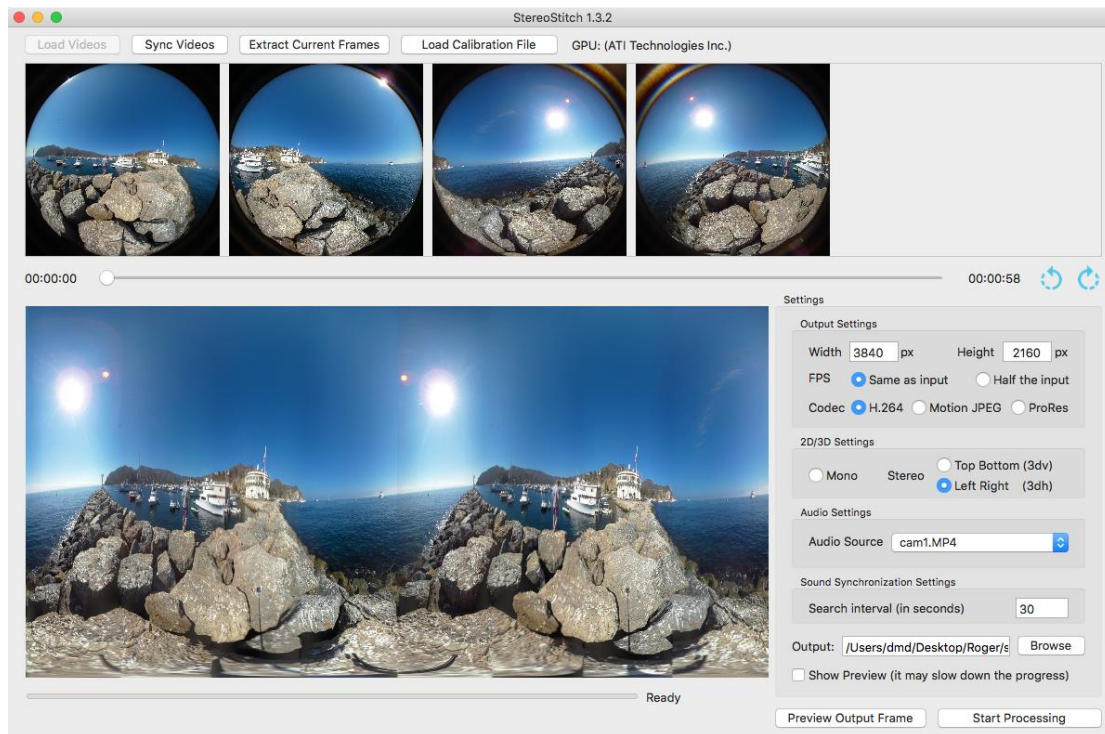 StereoStitch 1.3.2
Load Videos Sync Videos Extract Current Frames Load Calibration File GPU: (ATI Technologies Inc.)
00:00:00 00:00:58
Settings
Output Settings
Width 3840 px Height 2160 px
FPS Same as input Half the input
Codec H.264 Motion JPEG ProRes
2D/3D Settings
Mono Stereo Top Bottom (3dv)
Left Right (3dh)
Audio Settings
Audio Source cam1.MP4
Sound Synchronization Settings
Search interval (in seconds) 30
Output: /Users/dmd/Desktop/Roger/s Browse
Show Preview (it may slow down the progress)
Ready
Preview Output Frame Start Processing